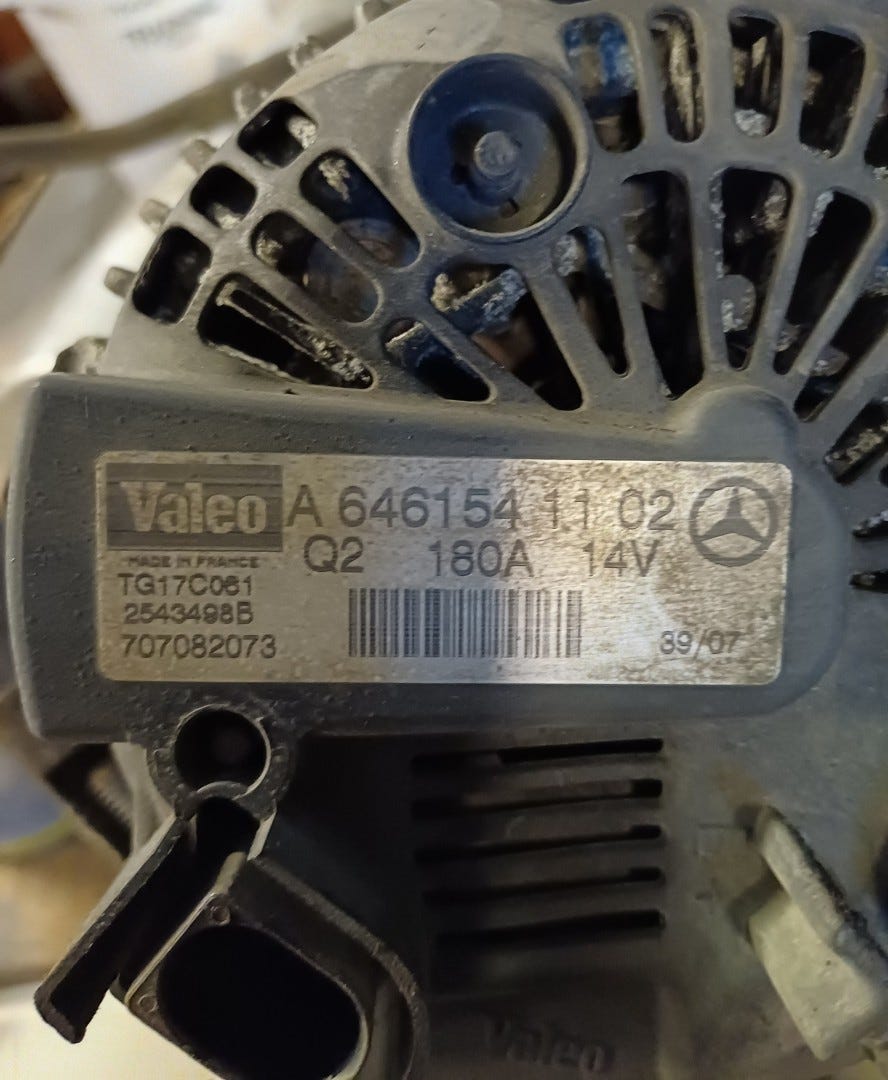 Valeo A 646154 11 02
MADE IN FRANCE Q2 180A 14V
TG17C061
2543498B
707082073 39/07
Valeo